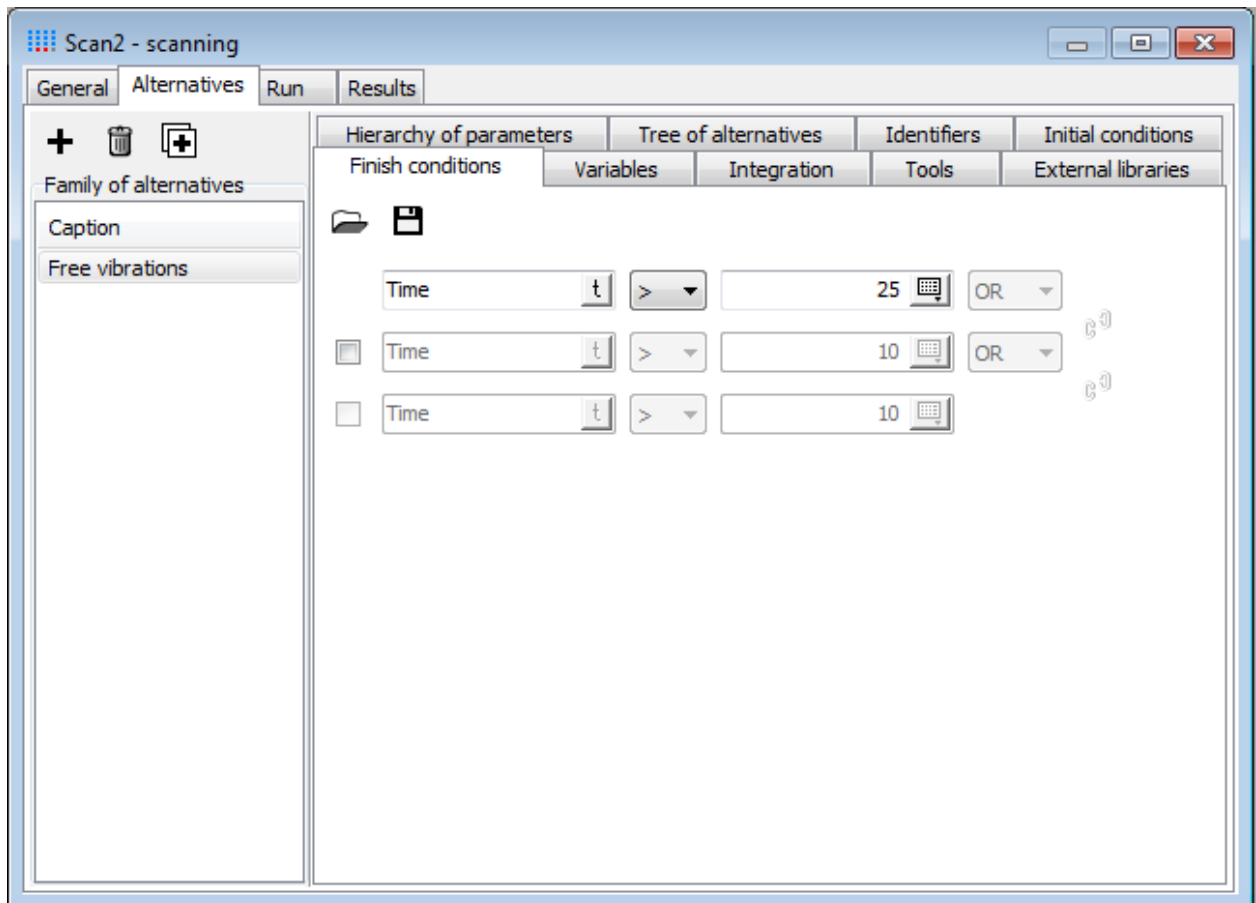 Scan2 - scanning
General Alternatives Run Results
Hierarchy of parameters Tree of alternatives Identifiers Initial conditions
Finish conditions Variables Integration Tools External libraries
Family of alternatives
Caption
Free vibrations
Time t > 25 OR
Time t > 10 OR
Time t > 10